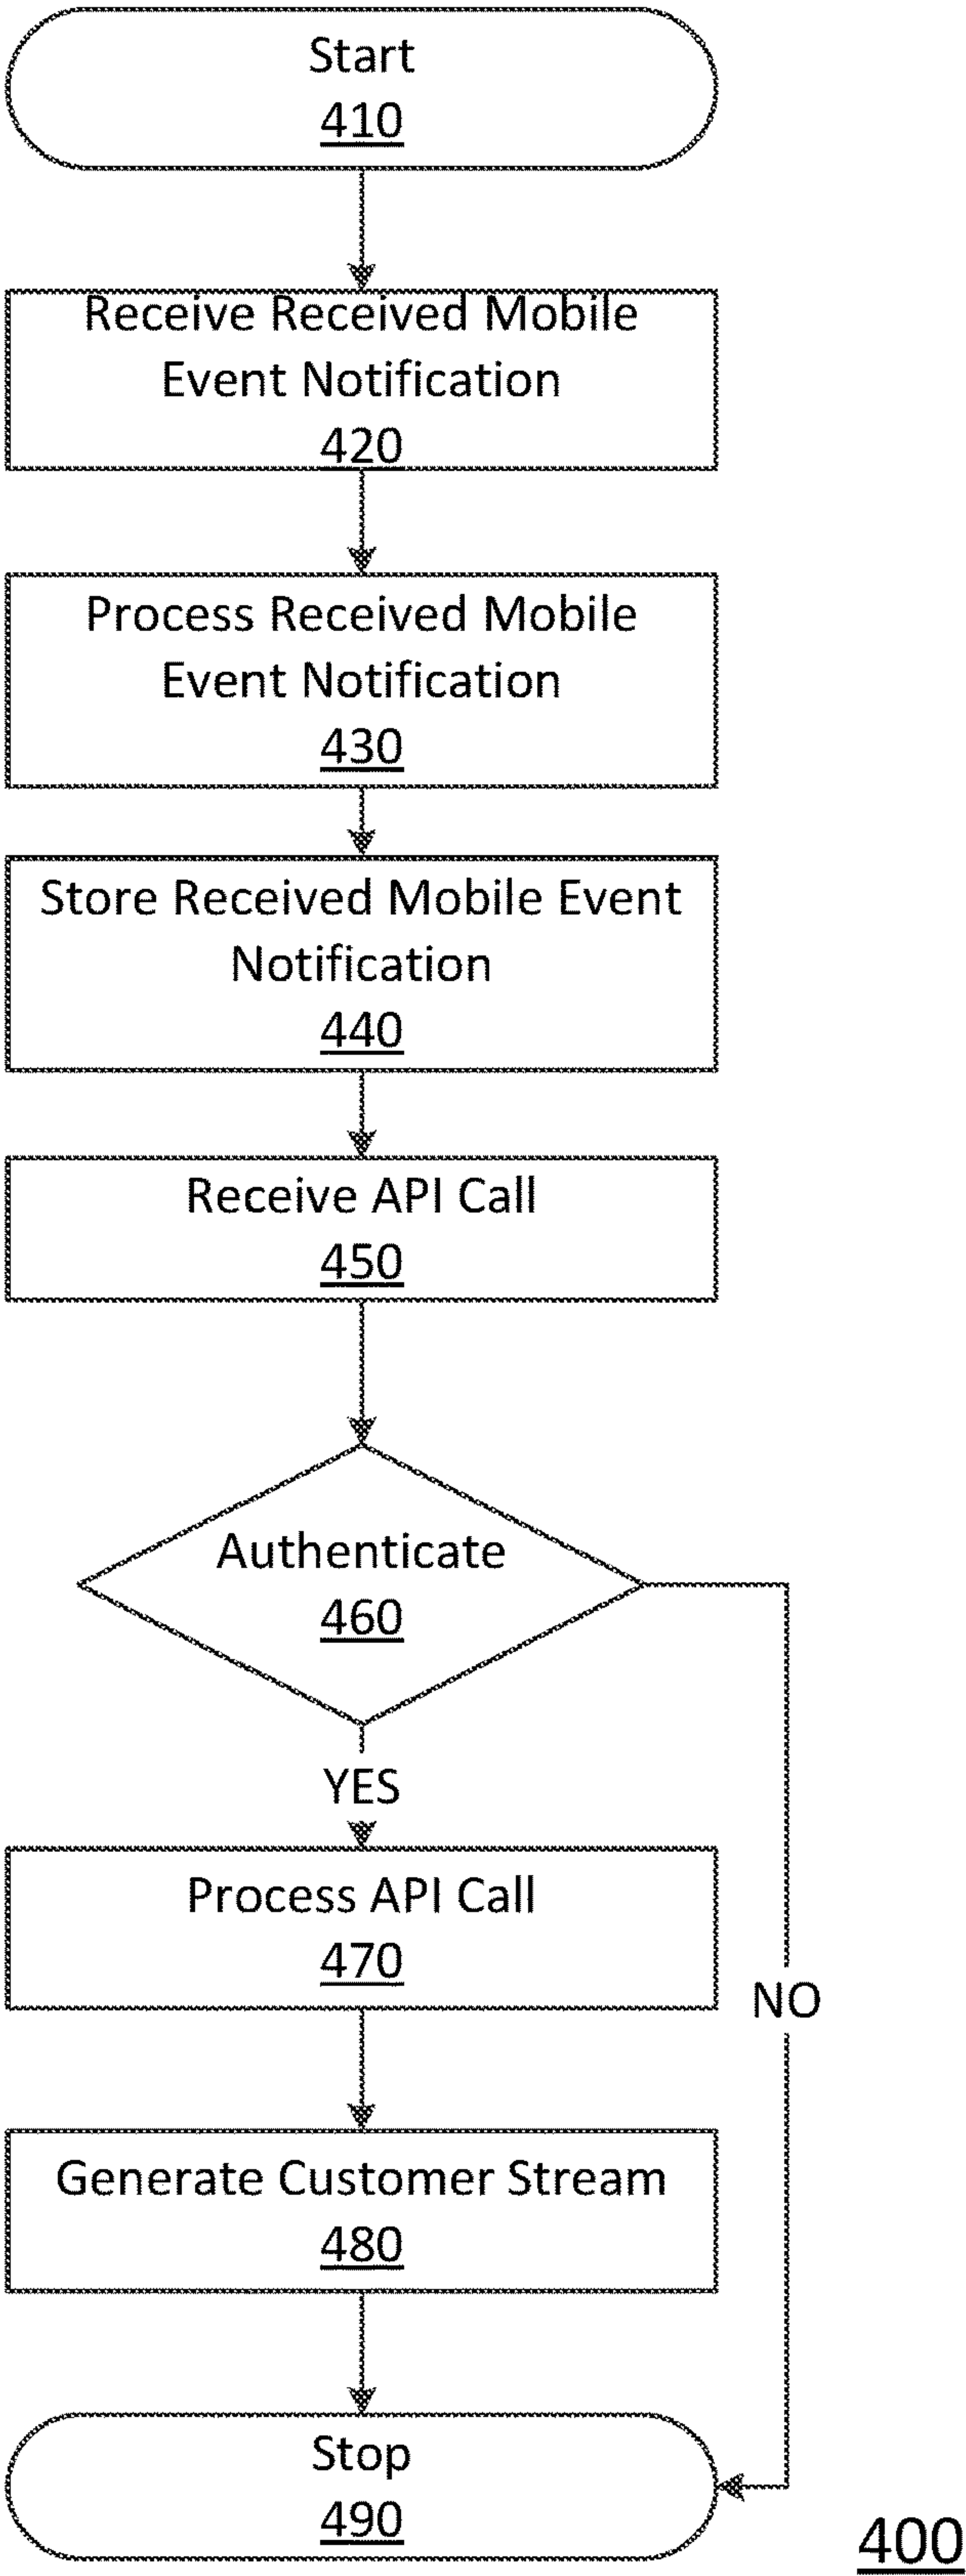 Start
410
Receive Received Mobile
Event Notification
420
Process Received Mobile
Event Notification
430
Store Received Mobile Event
Notification
440
Receive API Call
450
Authenticate
460
YES
Process API Call
470
NO
Generate Customer Stream
480
Stop
490
400